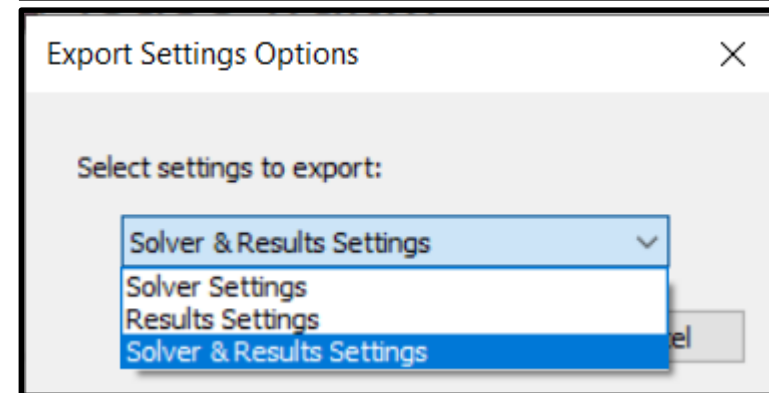 Export Settings Options
Select settings to export:
Solver & Results Settings
Solver Settings
Results Settings
Solver & Results Settings